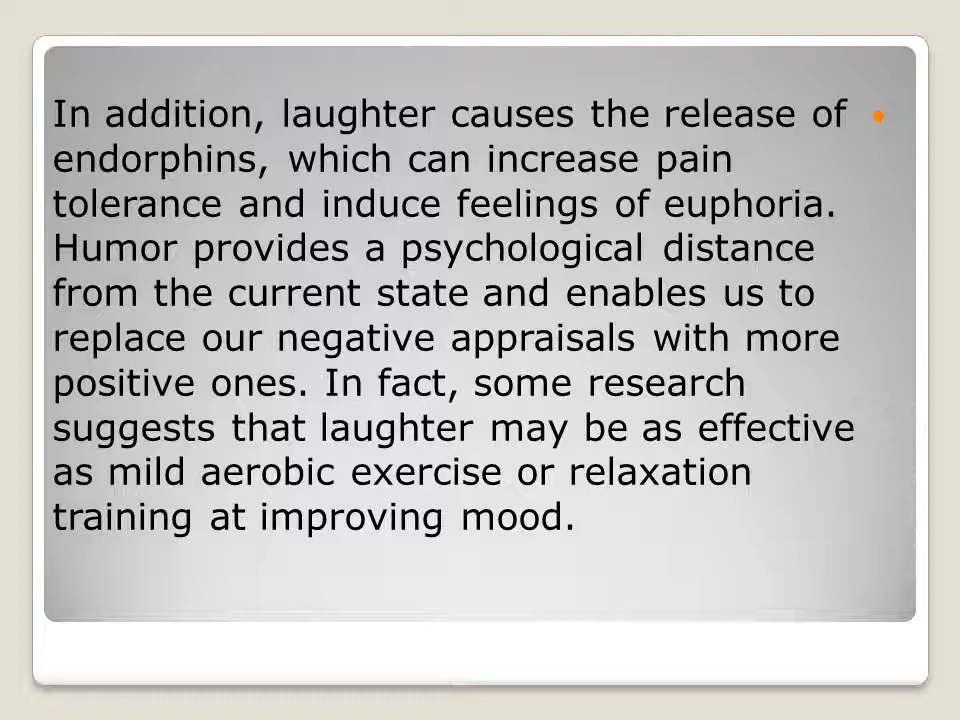 In addition, laughter causes the release of
endorphins, which can increase pain
tolerance and induce feelings of euphoria.
Humor provides a psychological distance
from the current state and enables us to
replace our negative appraisals with more
positive ones. In fact, some research
suggests that laughter may be as effective
as mild aerobic exercise or relaxation
training at improving mood.